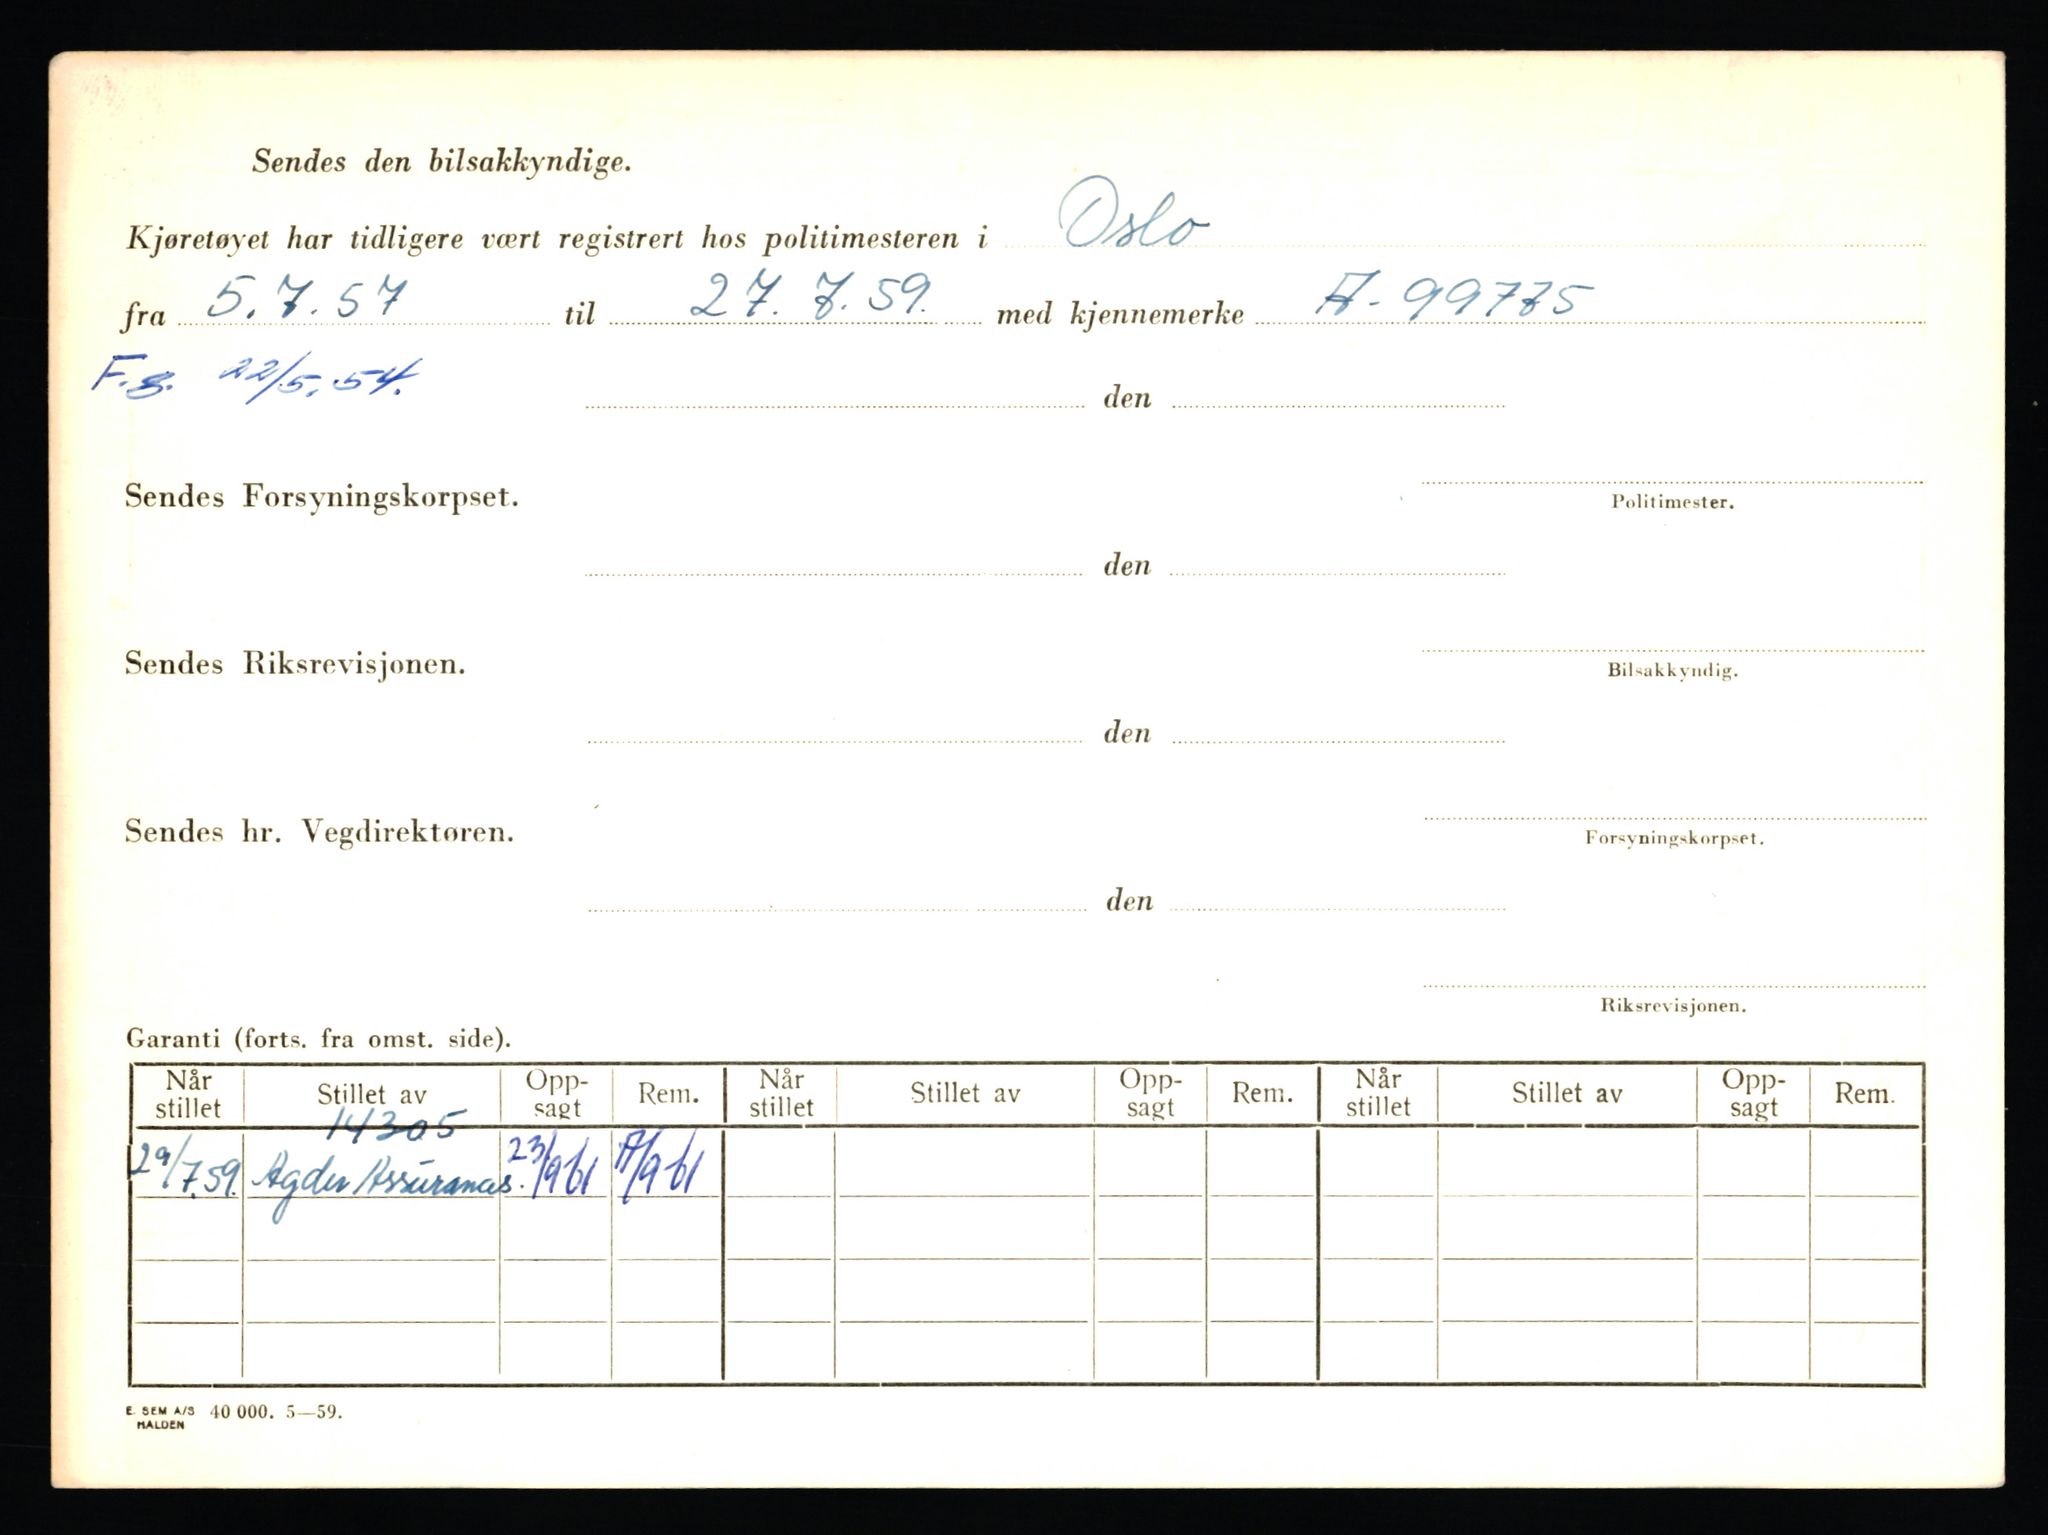 Sendes den bilsakkyndige.
Kjøretøyet har tidligere vært registrert hos politimesteren i Oslo
fra 5.7.57 til 27.7.59. med kjennemerke A-99775
F.g. 22/5.54.
den
Sendes Forsyningskorpset.
Politimester.
den
Sendes Riksrevisjonen.
Bilsakkyndig.
den
Sendes hr. Vegdirektøren.
Forsyningskorpset.
den
Riksrevisjonen.
Garanti (forts. fra omst. side).
Når stillet Stillet av Opp-sagt Rem. Når stillet Stillet av Opp-sagt Rem. Når stillet Stillet av Opp-sagt Rem.
14305
29/7.59. Agder Assuranas. 23/9 61 /9 61
E. SEM A/S HALDEN 40 000. 5—59.